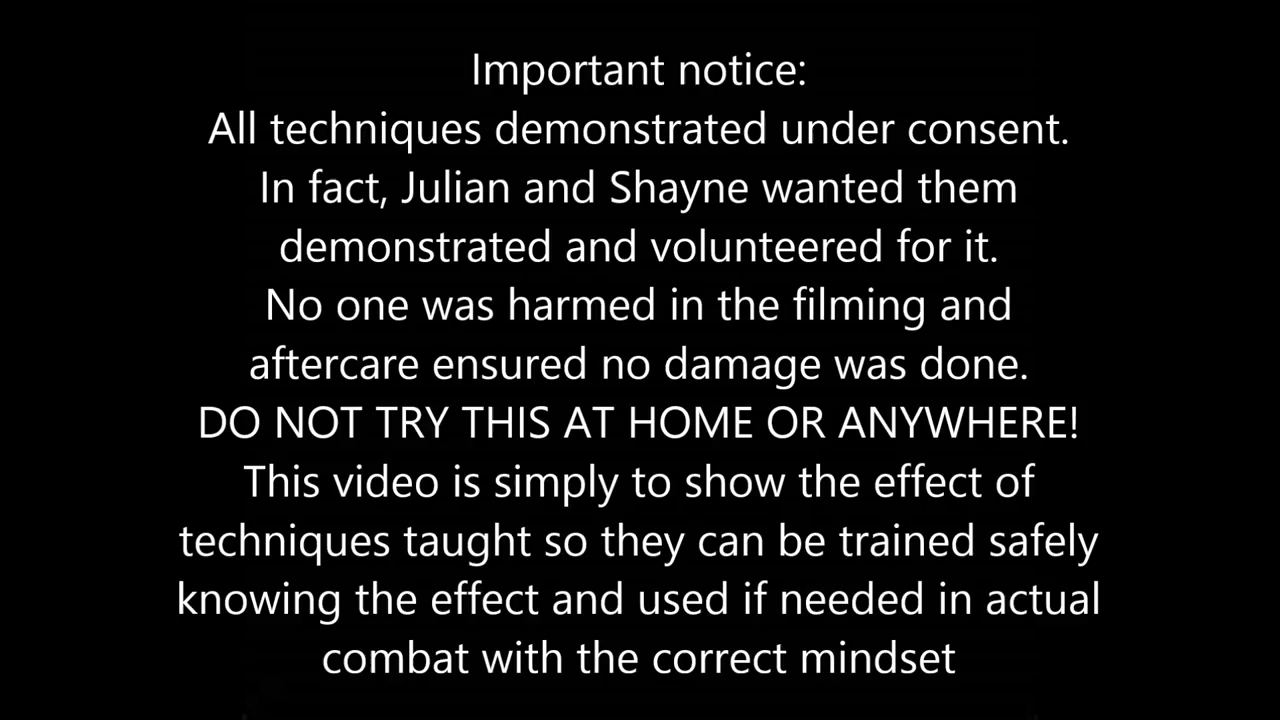 Important notice:
All techniques demonstrated under consent.
In fact, Julian and Shayne wanted them
demonstrated and volunteered for it.
No one was harmed in the filming and
aftercare ensured no damage was done.
DO NOT TRY THIS AT HOME OR ANYWHERE!
This video is simply to show the effect of
techniques taught so they can be trained safely
knowing the effect and used if needed in actual
combat with the correct mindset